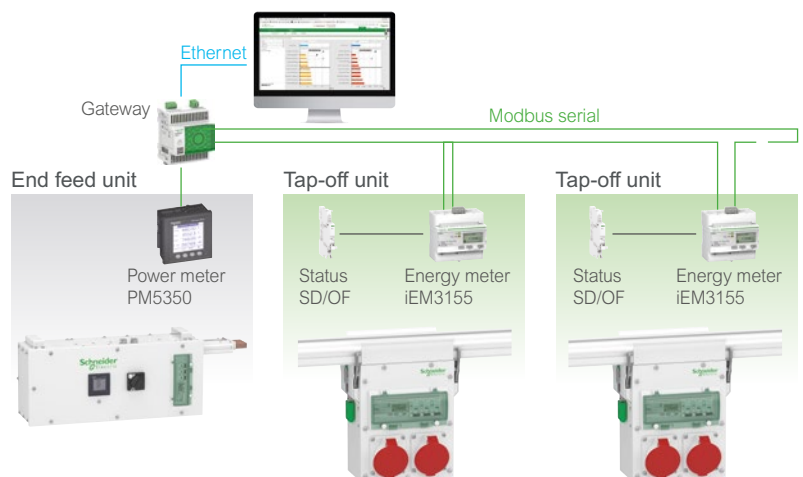 Ethernet
Gateway
Modbus serial
End feed unit
Tap-off unit
Tap-off unit
Power meter
PM5350
Status
SD/OF
Energy meter
iEM3155
Status
SD/OF
Energy meter
iEM3155
Schneider
Electric
Schneider
Schneider